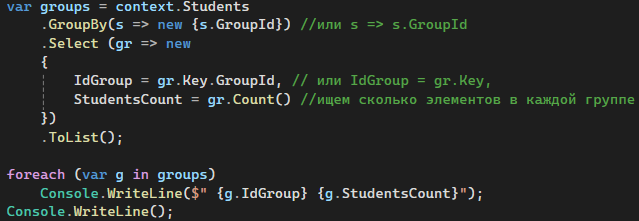 var groups = context.Students
.GroupBy(s => new {s.GroupId}) //или s => s.GroupId
.Select (gr => new
{
IdGroup = gr.Key.GroupId, // или IdGroup = gr.Key,
StudentsCount = gr.Count() //ищем сколько элементов в каждой группе
})
.ToList();
foreach (var g in groups)
Console.WriteLine($" {g.IdGroup} {g.StudentsCount}");
Console.WriteLine();